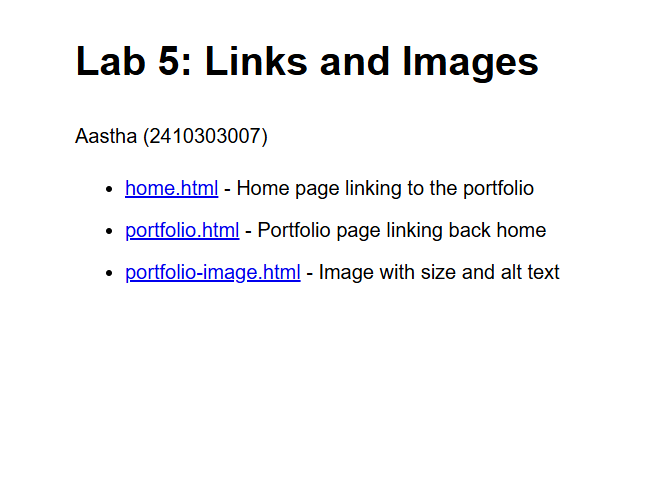 Lab 5: Links and Images
Aastha (2410303007)
• home.html - Home page linking to the portfolio
• portfolio.html - Portfolio page linking back home
• portfolio-image.html - Image with size and alt text